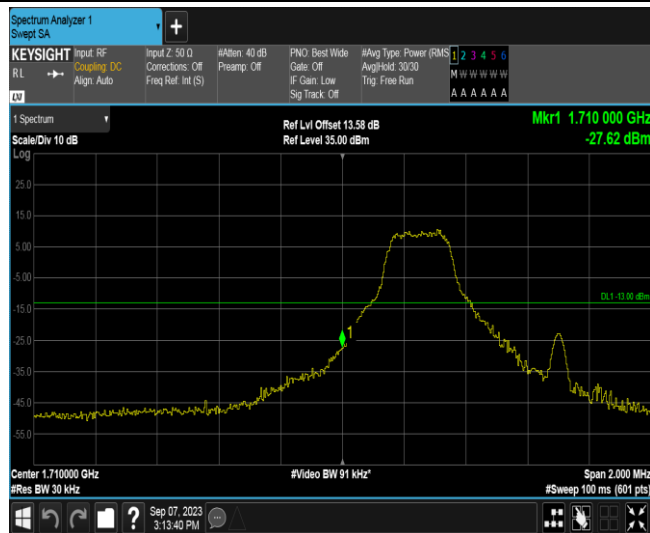 Spectrum Analyzer 1
Swept SA
KEYSIGHT
RL
Input: RF
Coupling: DC
Align: Auto
Input Z: 50 Ω
Corrections: Off
Freq Ref: Int (S)
#Atten: 40 dB
Preamp: Off
PNO: Best Wide
Gate: Off
IF Gain: Low
Sig Track: Off
#Avg Type: Power (RMS
Avg|Hold: 30/30
Trig: Free Run
1 2 3 4 5 6
M W W W W W
A A A A A A
1 Spectrum
Scale/Div 10 dB
Ref Lvl Offset 13.58 dB
Ref Level 35.00 dBm
Mkr1 1.710 000 GHz
-27.62 dBm
Log
25.0
15.0
5.00
-5.00
DL1 -13.00 dBm
-15.0
1
-25.0
-35.0
-45.0
-55.0
Center 1.710000 GHz
#Video BW 91 kHz*
Span 2.000 MHz
#Res BW 30 kHz
#Sweep 100 ms (601 pts)
?
Sep 07, 2023
3:13:40 PM